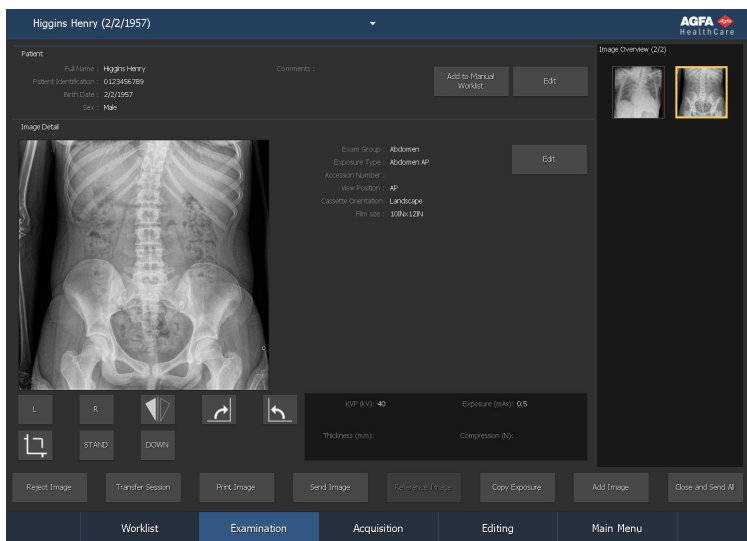 Higgins Henry (2/2/1957)
AGFA Agfa
HealthCare
Patient
Full Name : Higgins Henry
Comments :
Patient Identification : 0123456789
Birth Date : 2/2/1957
Sex : Male
Add to Manual
Worklist
Edit
Image Overview (2/2)
Image Detail
Exam Group : Abdomen
Exposure Type : Abdomen AP
Accession Number :
View Position : AP
Cassette Orientation: Landscape
Film size : 10INx12IN
Edit
L
R
STAND
DOWN
KVP (kV): 40
Exposure (mAs): 0.5
Thickness (mm):
Compression (N):
Reject Image
Transfer Session
Print Image
Send Image
Reference Image
Copy Exposure
Add Image
Close and Send All
Worklist
Examination
Acquisition
Editing
Main Menu